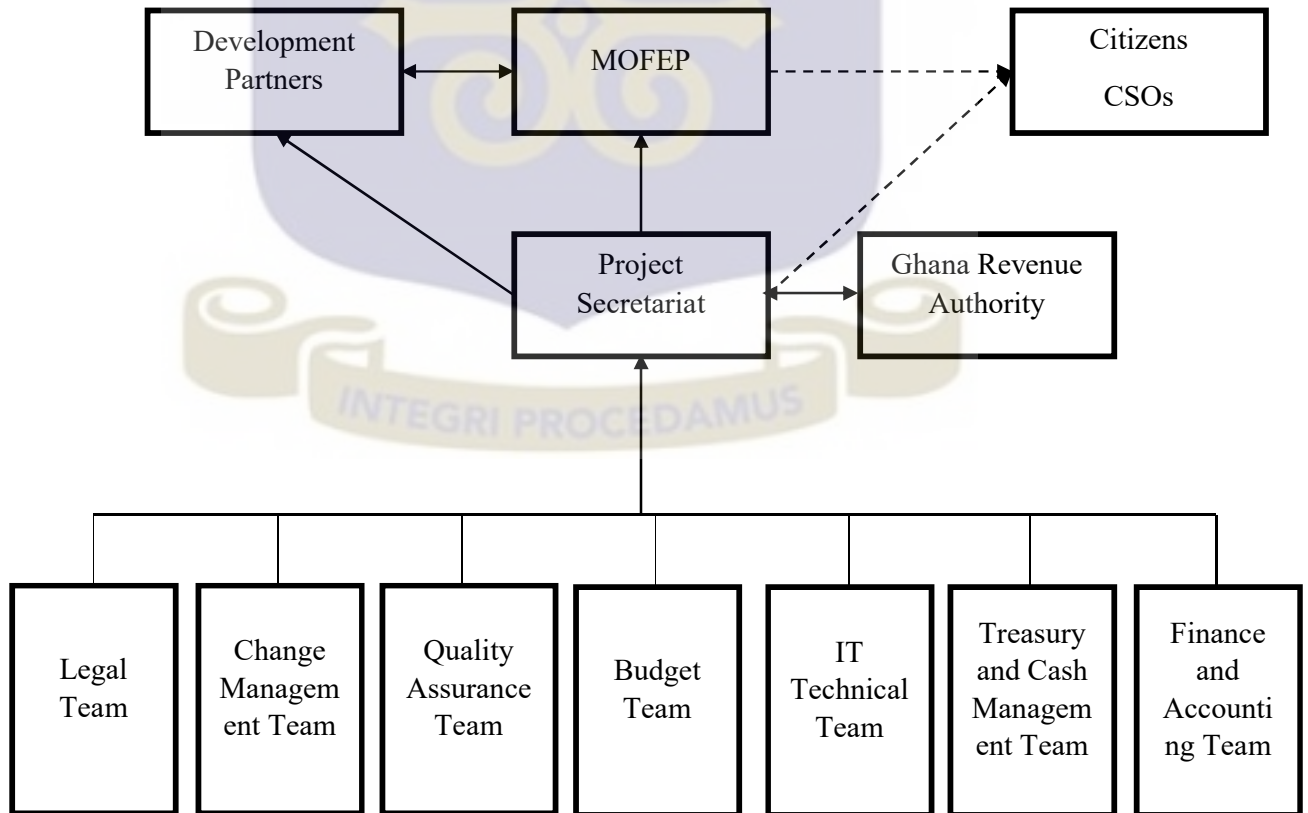 Development
Partners
MOFEP
Citizens
CSOs
Project
Secretariat
Ghana Revenue
Authority
INTEGRI PROCEDAMUS
Legal
Team
Change
Managem
ent Team
Quality
Assurance
Team
Budget
Team
IT
Technical
Team
Treasury
and Cash
Managem
ent Team
Finance
and
Accounti
ng Team